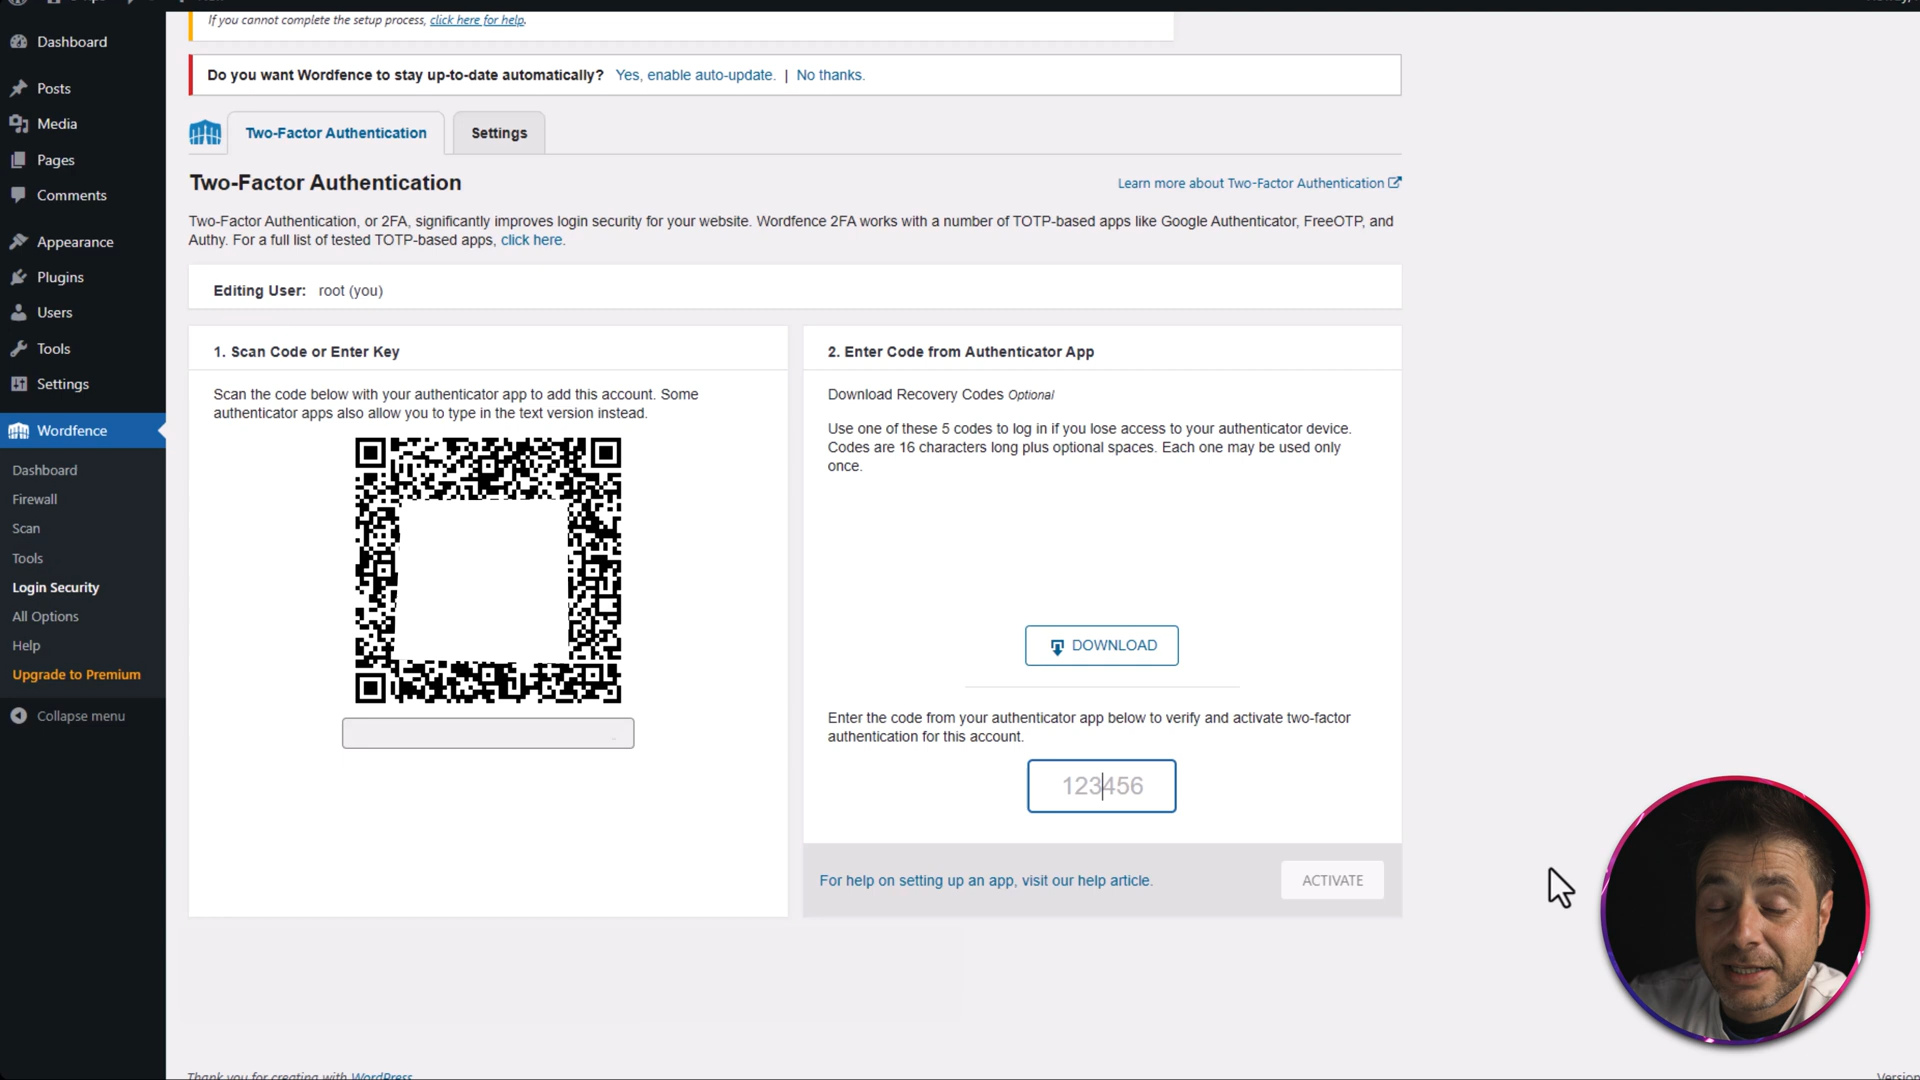 If you cannot complete the setup process, click here for help.
Dashboard
Posts
Media
Pages
Comments
Appearance
Plugins
Users
Tools
Settings
Wordfence
Dashboard
Firewall
Scan
Tools
Login Security
All Options
Help
Upgrade to Premium
Collapse menu
Do you want Wordfence to stay up-to-date automatically? Yes, enable auto-update. | No thanks.
Two-Factor Authentication
Settings
Two-Factor Authentication
Learn more about Two-Factor Authentication
Two-Factor Authentication, or 2FA, significantly improves login security for your website. Wordfence 2FA works with a number of TOTP-based apps like Google Authenticator, FreeOTP, and
Authy. For a full list of tested TOTP-based apps, click here.
Editing User: root (you)
1. Scan Code or Enter Key
Scan the code below with your authenticator app to add this account. Some
authenticator apps also allow you to type in the text version instead.
2. Enter Code from Authenticator App
Download Recovery Codes Optional
Use one of these 5 codes to log in if you lose access to your authenticator device.
Codes are 16 characters long plus optional spaces. Each one may be used only
once.
DOWNLOAD
Enter the code from your authenticator app below to verify and activate two-factor
authentication for this account.
123456
For help on setting up an app, visit our help article.
ACTIVATE
Thank you for creating with WordPress
Version